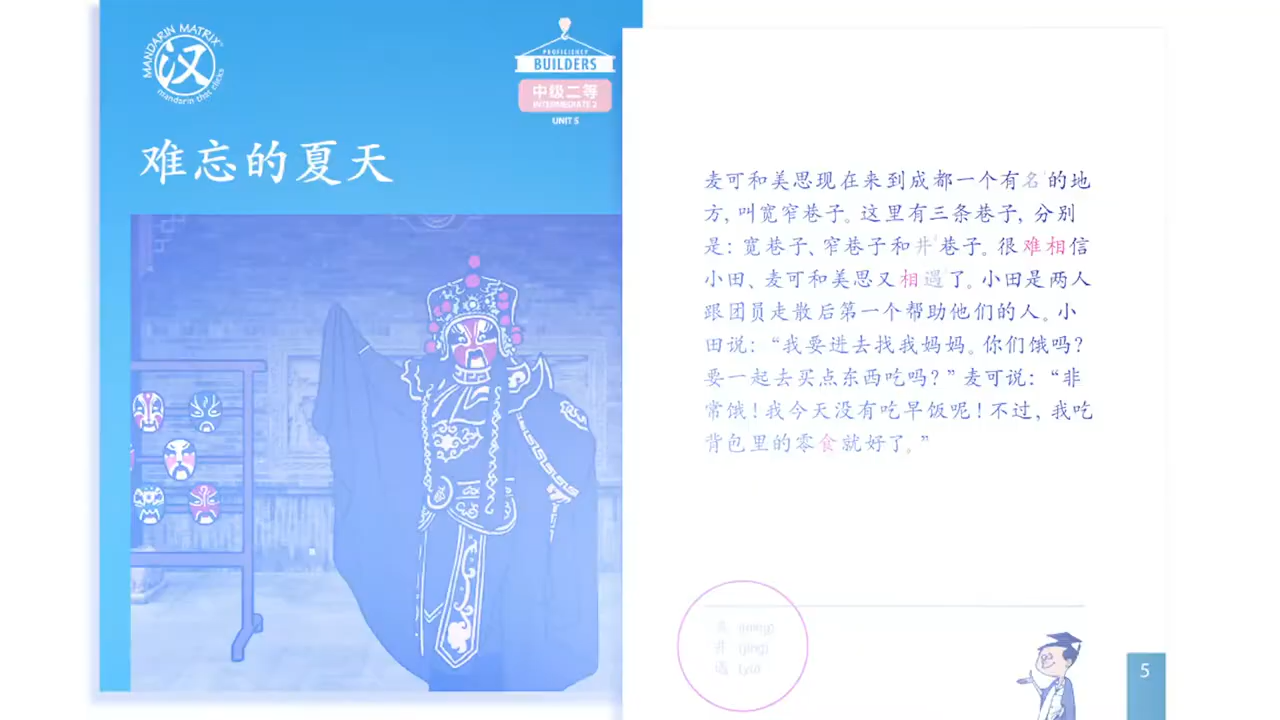 MANDARIN MATRIX
汉
mandarin that clicks
PROFICIENCY
BUILDERS
中级二等
INTERMEDIATE 2
UNIT 5
难忘的夏天
麦可和美思现在来到成都一个有名的地
方，叫宽窄巷子。这里有三条巷子，分别
是：宽巷子、窄巷子和井巷子。很难相信
小田、麦可和美思又相遇了。小田是两人
跟团员走散后第一个帮助他们的人。小
田说：“我要进去找我妈妈。你们饿吗？
要一起去买点东西吃吗？”麦可说：“非
常饿！我今天没有吃早饭呢！不过，我吃
背包里的零食就好了。”
名 (míng)
井 (jǐng)
遇 (yù)
5